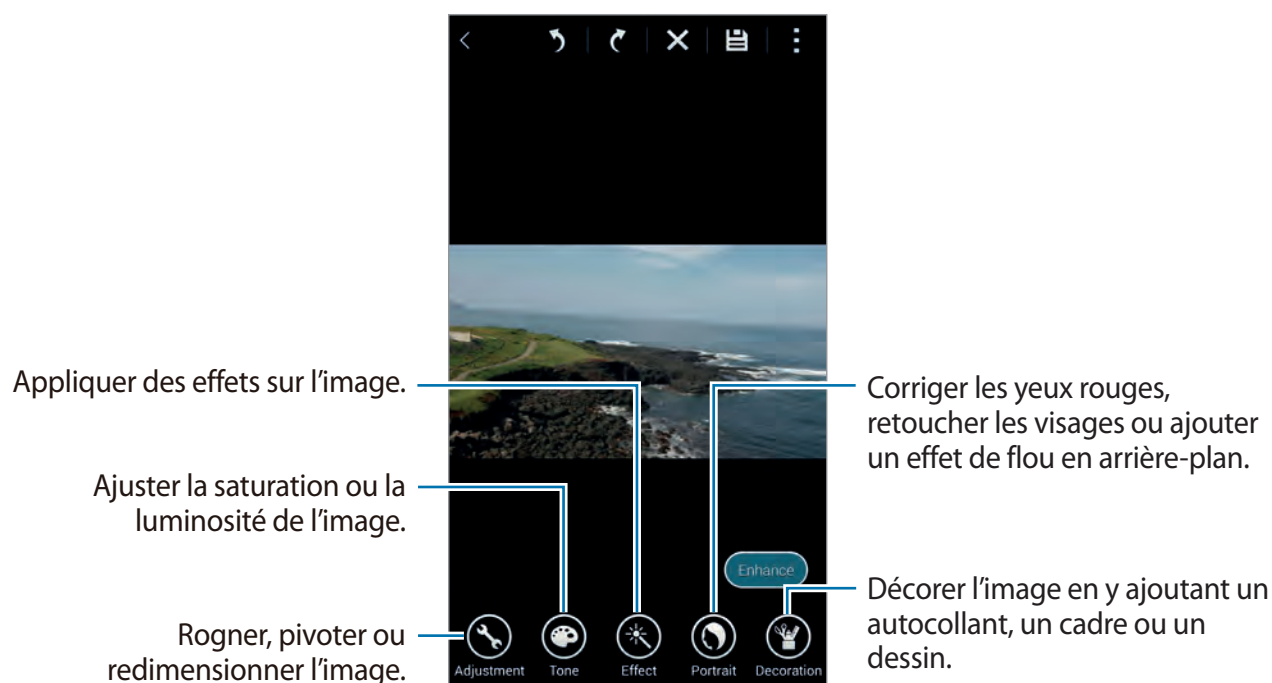 Appliquer des effets sur l’image.
Ajuster la saturation ou la
luminosité de l’image.
Rogner, pivoter ou
redimensionner l’image.
Corriger les yeux rouges,
retoucher les visages ou ajouter
un effet de flou en arrière-plan.
Décorer l’image en y ajoutant un
autocollant, un cadre ou un
dessin.
Enhance
Adjustment Tone Effect Portrait Decoration